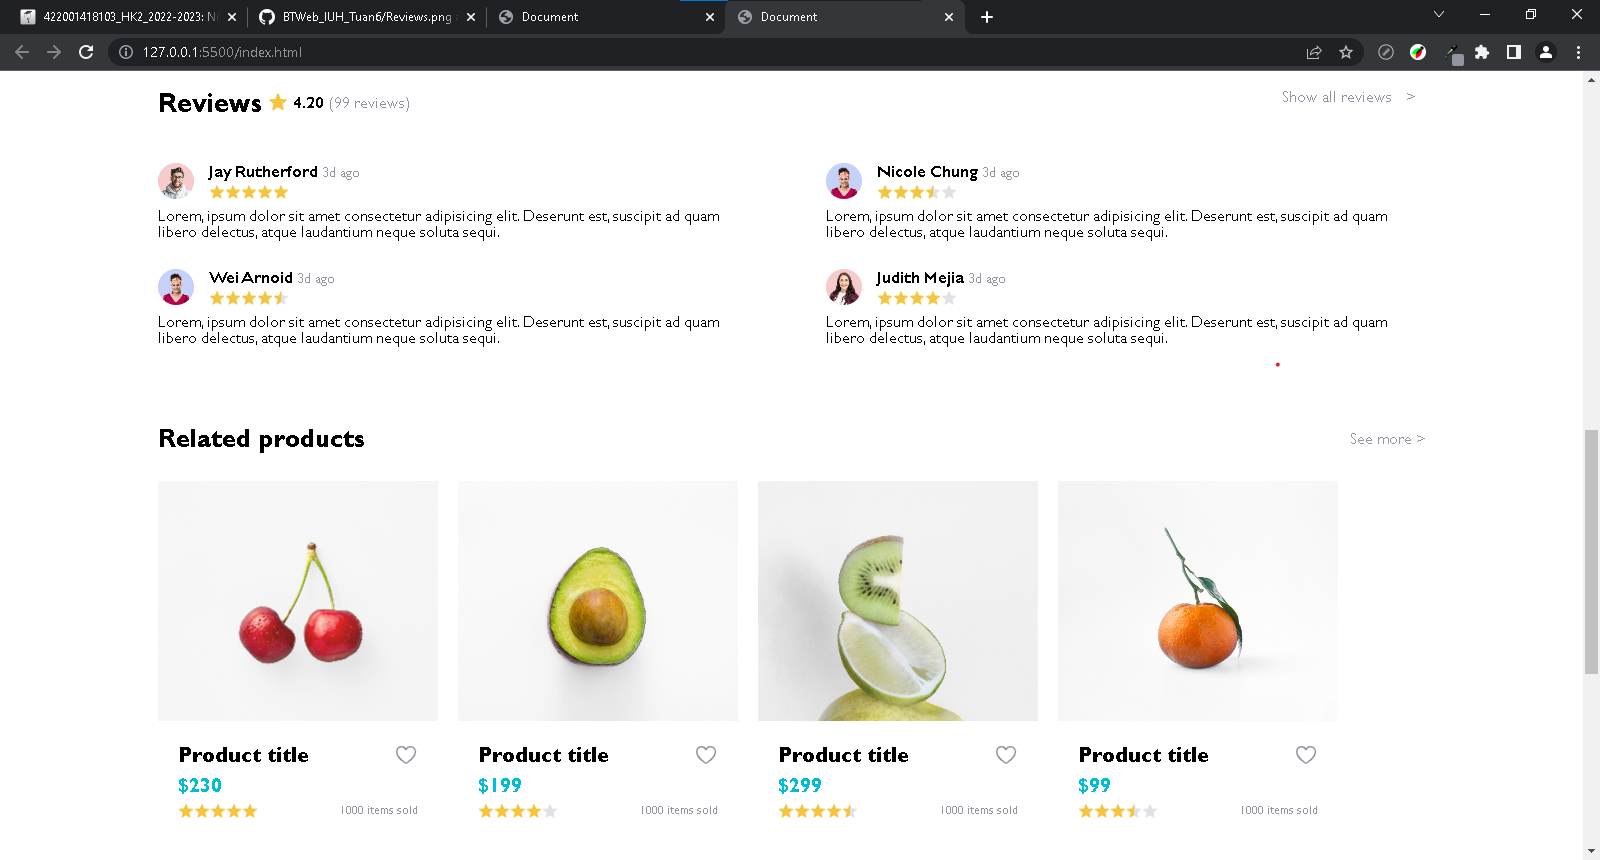 422001418103_HK2_2022-2023:
BTWeb_IUH_Tuan6/Reviews.png
Document
Document
127.0.0.1:5500/index.html
Reviews 4.20 (99 reviews)
Show all reviews >
Jay Rutherford 3d ago
Lorem, ipsum dolor sit amet consectetur adipisicing elit. Deserunt est, suscipit ad quam
libero delectus, atque laudantium neque soluta sequi.
Nicole Chung 3d ago
Lorem, ipsum dolor sit amet consectetur adipisicing elit. Deserunt est, suscipit ad quam
libero delectus, atque laudantium neque soluta sequi.
Wei Arnoid 3d ago
Lorem, ipsum dolor sit amet consectetur adipisicing elit. Deserunt est, suscipit ad quam
libero delectus, atque laudantium neque soluta sequi.
Judith Mejia 3d ago
Lorem, ipsum dolor sit amet consectetur adipisicing elit. Deserunt est, suscipit ad quam
libero delectus, atque laudantium neque soluta sequi.
Related products
See more >
Product title
$230
1000 items sold
Product title
$199
1000 items sold
Product title
$299
1000 items sold
Product title
$99
1000 items sold